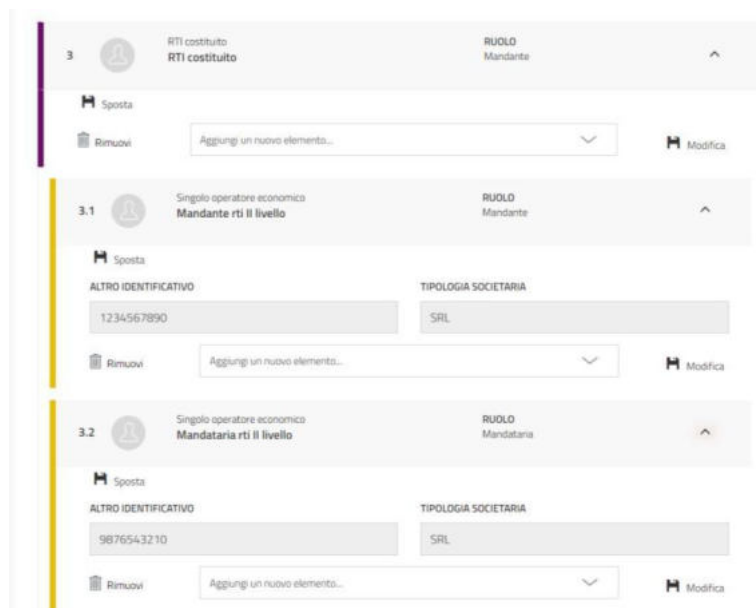 3 RTI costituito RUOLO
RTI costituito Mandante
Sposta
Rimuovi Aggiungi un nuovo elemento... Modifica
Singolo operatore economico RUOLO
3.1 Mandante rti II livello Mandante
Sposta
ALTRO IDENTIFICATIVO TIPOLOGIA SOCIETARIA
1234567890 SRL
Rimuovi Aggiungi un nuovo elemento... Modifica
Singolo operatore economico RUOLO
3.2 Mandataria rti II livello Mandataria
Sposta
ALTRO IDENTIFICATIVO TIPOLOGIA SOCIETARIA
9876543210 SRL
Rimuovi Aggiungi un nuovo elemento... Modifica